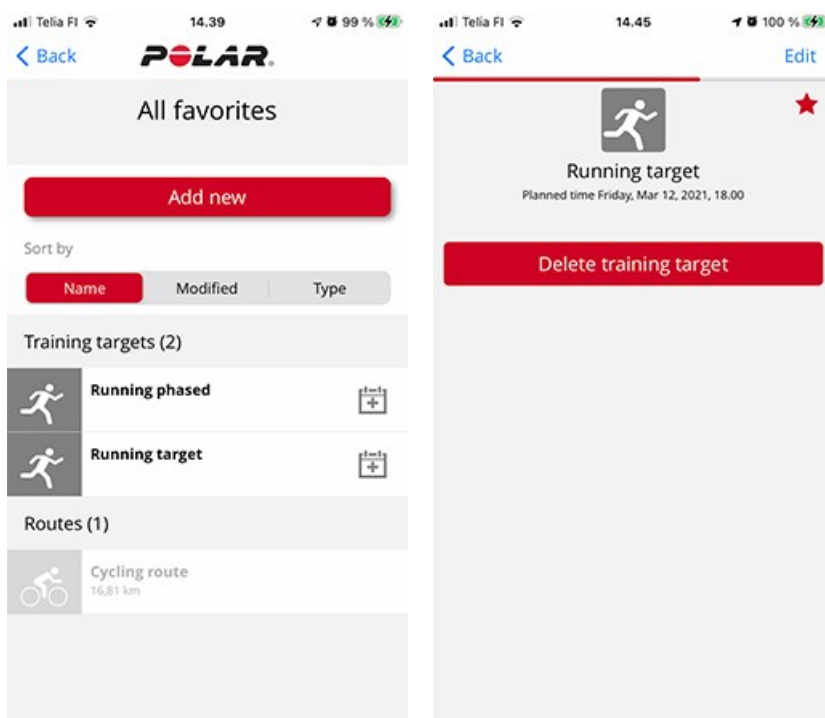 Telia FI 14.39 99 %
Back POLAR.
All favorites
Add new
Sort by
Name Modified Type
Training targets (2)
Running phased
Running target
Routes (1)
Cycling route
16,81 km
Telia FI 14.45 100 %
Back Edit
Running target
Planned time Friday, Mar 12, 2021, 18.00
Delete training target